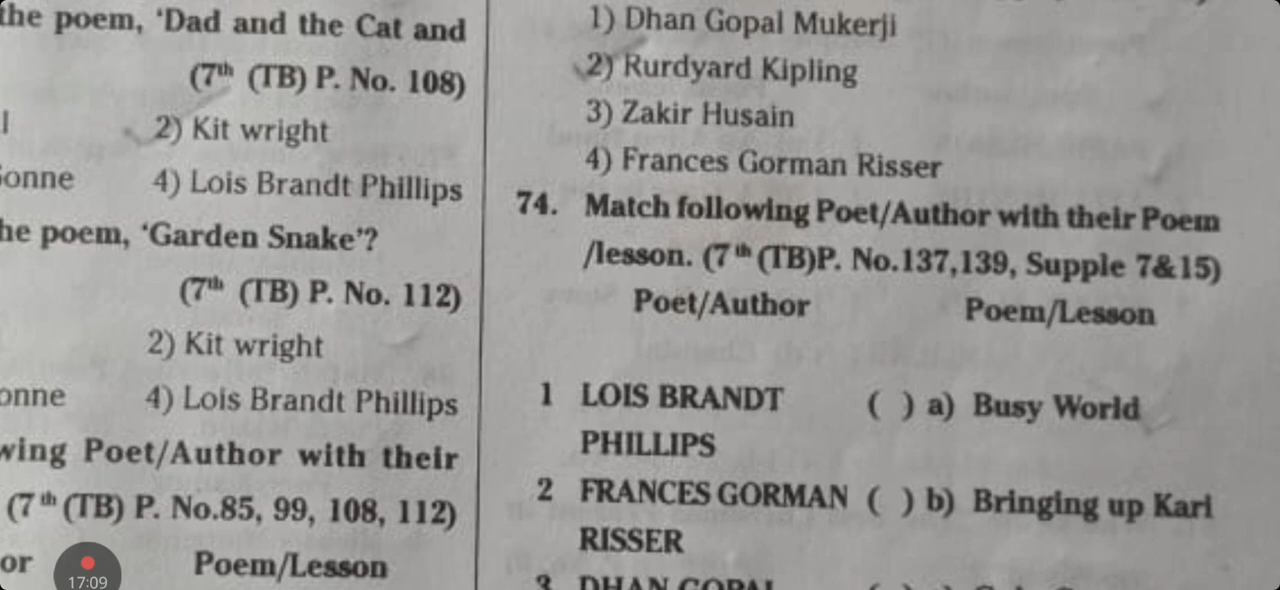 the poem, ‘Dad and the Cat and
(7th (TB) P. No. 108)
2) Kit wright
4) Lois Brandt Phillips
he poem, ‘Garden Snake’?
(7th (TB) P. No. 112)
2) Kit wright
onne 4) Lois Brandt Phillips
wing Poet/Author with their
(7th (TB) P. No.85, 99, 108, 112)
or Poem/Lesson
17:09
1) Dhan Gopal Mukerji
2) Rurdyard Kipling
3) Zakir Husain
4) Frances Gorman Risser
74. Match following Poet/Author with their Poem
/lesson. (7th (TB)P. No.137,139, Supple 7&15)
Poet/Author Poem/Lesson
1 LOIS BRANDT ( ) a) Busy World
PHILLIPS
2 FRANCES GORMAN ( ) b) Bringing up Kari
RISSER
3 DHAN GOPAL ( )